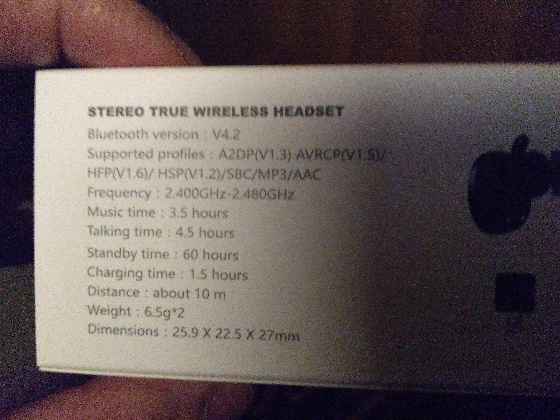 STEREO TRUE WIRELESS HEADSET
Bluetooth version : V4.2
Supported profiles : A2DP(V1.3) AVRCP(V1.5)/
HFP(V1.6)/ HSP(V1.2)/SBC/MP3/AAC
Frequency : 2.400GHz-2.480GHz
Music time : 3.5 hours
Talking time : 4.5 hours
Standby time : 60 hours
Charging time : 1.5 hours
Distance : about 10 m
Weight : 6.5g*2
Dimensions : 25.9 X 22.5 X 27mm